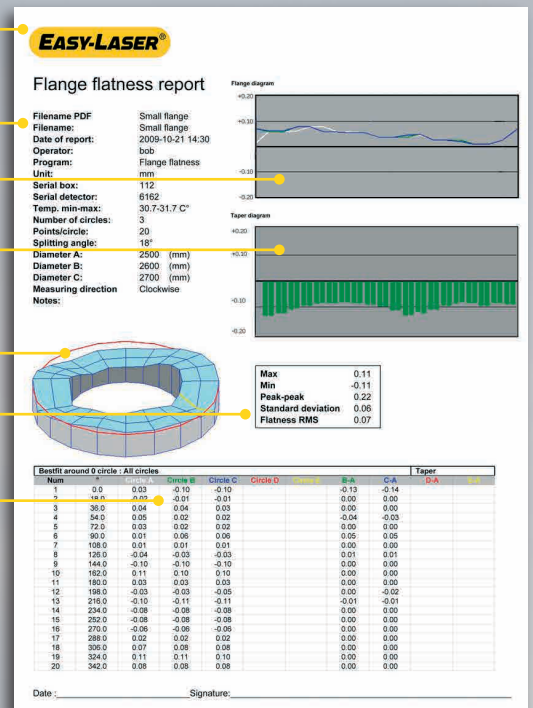 EASY-LASER®
Flange flatness report
Filename PDF Small flange
Filename: Small flange
Date of report: 2009-10-21 14:30
Operator: bob
Program: Flange flatness
Unit: mm
Serial box: 112
Serial detector: 6162
Temp. min-max: 30.7-31.7 C°
Number of circles: 3
Points/circle: 20
Splitting angle: 18°
Diameter A: 2500 (mm)
Diameter B: 2600 (mm)
Diameter C: 2700 (mm)
Measuring direction Clockwise
Notes:
Flange diagram
+0.20
+0.10
-0.10
-0.20
Taper diagram
+0.20
+0.10
-0.10
-0.20
Max 0.11
Min -0.11
Peak-peak 0.22
Standard deviation 0.06
Flatness RMS 0.07
Bestfit around 0 circle : All circles Taper
Num ° Circle A Circle B Circle C Circle D Circle E B-A C-A D-A E-A
1 0.0 0.03 -0.10 -0.10 -0.13 -0.14
2 18.0 -0.02 -0.01 -0.01 0.00 0.00
3 36.0 0.04 0.04 0.03 0.00 0.00
4 54.0 0.05 0.02 0.02 -0.04 -0.03
5 72.0 0.03 0.02 0.02 0.00 0.00
6 90.0 0.01 0.06 0.06 0.05 0.05
7 108.0 0.01 0.01 0.01 0.00 0.00
8 126.0 -0.04 -0.03 -0.03 0.01 0.01
9 144.0 -0.10 -0.10 -0.10 0.00 0.00
10 162.0 0.11 0.10 0.10 0.00 0.00
11 180.0 0.03 0.03 0.03 0.00 0.00
12 198.0 -0.03 -0.03 -0.05 0.00 -0.02
13 216.0 -0.10 -0.11 -0.11 -0.01 -0.01
14 234.0 -0.08 -0.08 -0.08 0.00 0.00
15 252.0 -0.08 -0.08 -0.08 0.00 0.00
16 270.0 -0.06 -0.06 -0.06 0.00 0.00
17 288.0 0.02 0.02 0.02 0.00 0.00
18 306.0 0.07 0.08 0.08 0.00 0.00
19 324.0 0.11 0.11 0.10 0.00 0.00
20 342.0 0.08 0.08 0.08 0.00 0.00
Date : Signature: